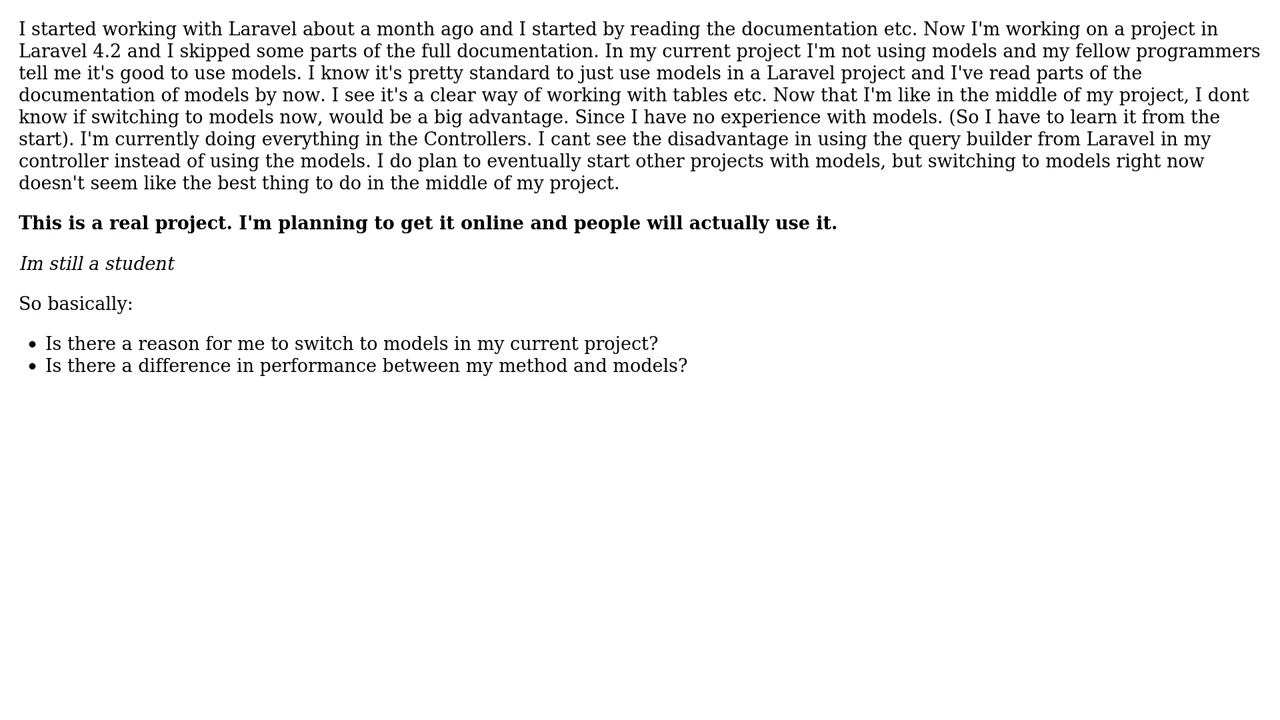 I started working with Laravel about a month ago and I started by reading the documentation etc. Now I'm working on a project in
Laravel 4.2 and I skipped some parts of the full documentation. In my current project I'm not using models and my fellow programmers
tell me it's good to use models. I know it's pretty standard to just use models in a Laravel project and I've read parts of the
documentation of models by now. I see it's a clear way of working with tables etc. Now that I'm like in the middle of my project, I dont
know if switching to models now, would be a big advantage. Since I have no experience with models. (So I have to learn it from the
start). I'm currently doing everything in the Controllers. I cant see the disadvantage in using the query builder from Laravel in my
controller instead of using the models. I do plan to eventually start other projects with models, but switching to models right now
doesn't seem like the best thing to do in the middle of my project.
This is a real project. I'm planning to get it online and people will actually use it.
Im still a student
So basically:
• Is there a reason for me to switch to models in my current project?
• Is there a difference in performance between my method and models?